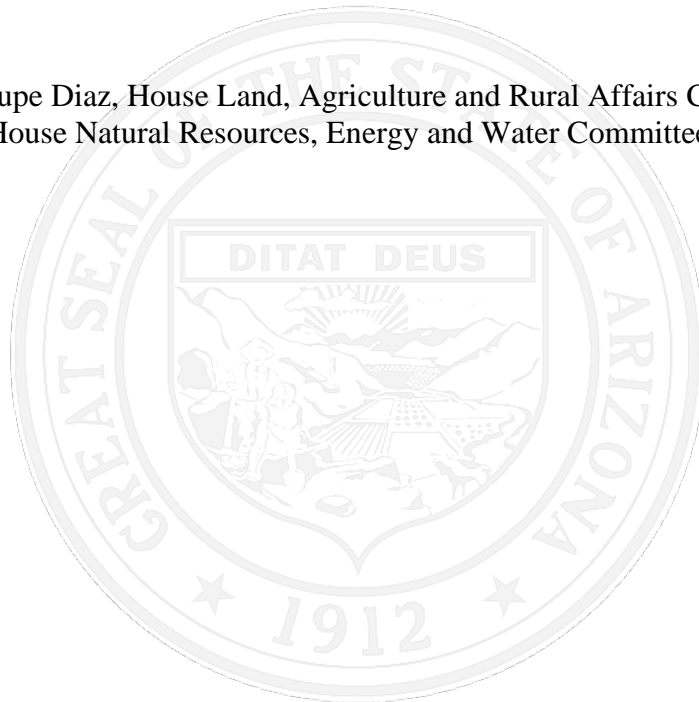 upe Diaz, House Land, Agriculture and Rural Affairs C
House Natural Resources, Energy and Water Committee
GREAT SEAL OF THE STATE OF ARIZONA
DITAT DEUS
1912